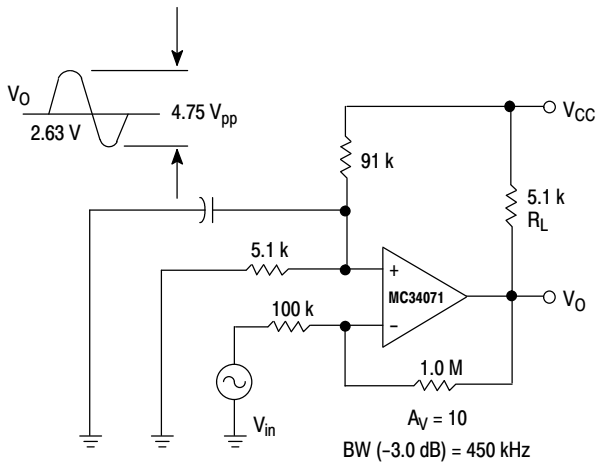 V_O
2.63 V
4.75 V_pp
V_CC
91 k
5.1 k
R_L
5.1 k
+
MC34071
V_O
100 k
−
1.0 M
V_in
A_V = 10
BW (−3.0 dB) = 450 kHz